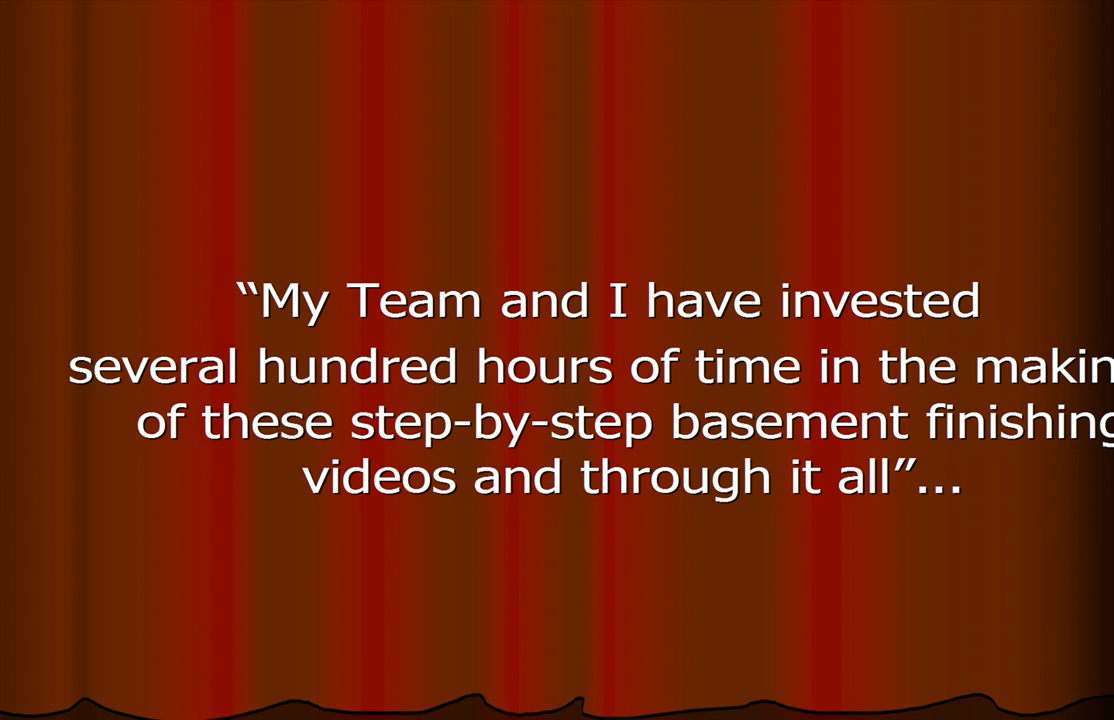 “My Team and I have invested
several hundred hours of time in the makin
of these step-by-step basement finishing
videos and through it all”...